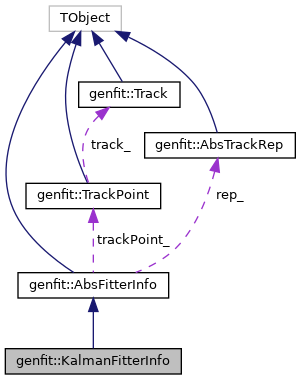 TObject
genfit::Track
track_
genfit::AbsTrackRep
genfit::TrackPoint
rep_
trackPoint_
genfit::AbsFitterInfo
genfit::KalmanFitterInfo